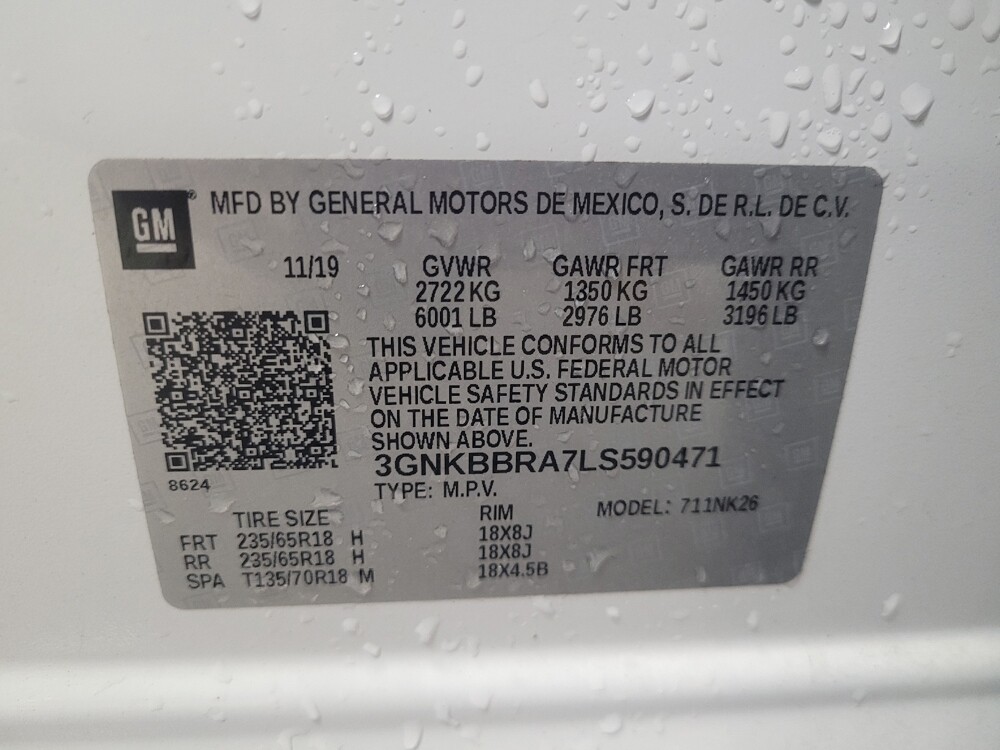 GM
MFD BY GENERAL MOTORS DE MEXICO, S. DE R.L. DE C.V.
11/19 GVWR GAWR FRT GAWR RR
2722 KG 1350 KG 1450 KG
6001 LB 2976 LB 3196 LB
THIS VEHICLE CONFORMS TO ALL
APPLICABLE U.S. FEDERAL MOTOR
VEHICLE SAFETY STANDARDS IN EFFECT
ON THE DATE OF MANUFACTURE
SHOWN ABOVE.
3GNKBBRA7LS590471
8624
TYPE: M.P.V.
MODEL: 711NK26
TIRE SIZE RIM
FRT 235/65R18 H 18X8J
RR 235/65R18 H 18X8J
SPA T135/70R18 M 18X4.5B